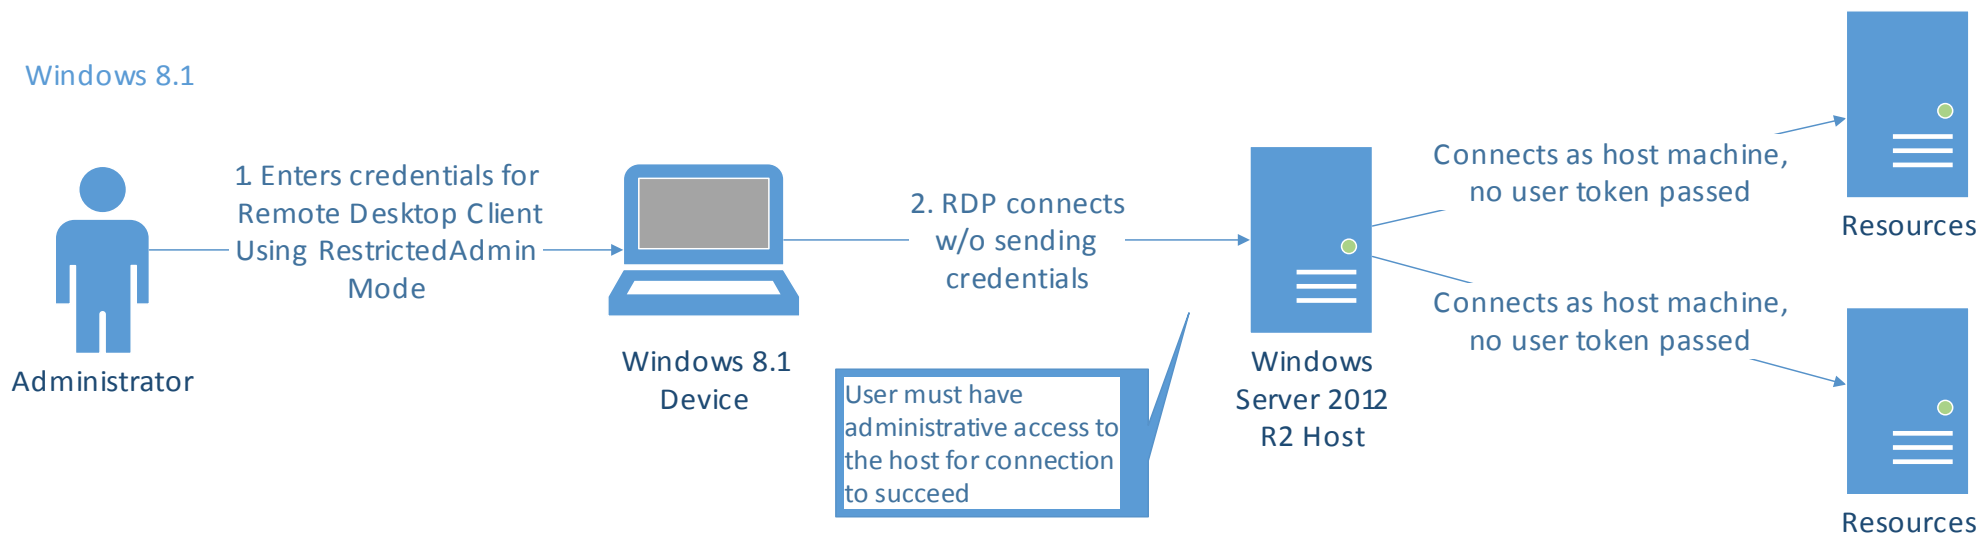 Windows 8.1
1. Enters credentials for
Remote Desktop Client
Using RestrictedAdmin
Mode
Administrator
Windows 8.1
Device
2. RDP connects
w/o sending
credentials
User must have
administrative access to
the host for connection
to succeed
Windows
Server 2012
R2 Host
Connects as host machine,
no user token passed
Resources
Connects as host machine,
no user token passed
Resources